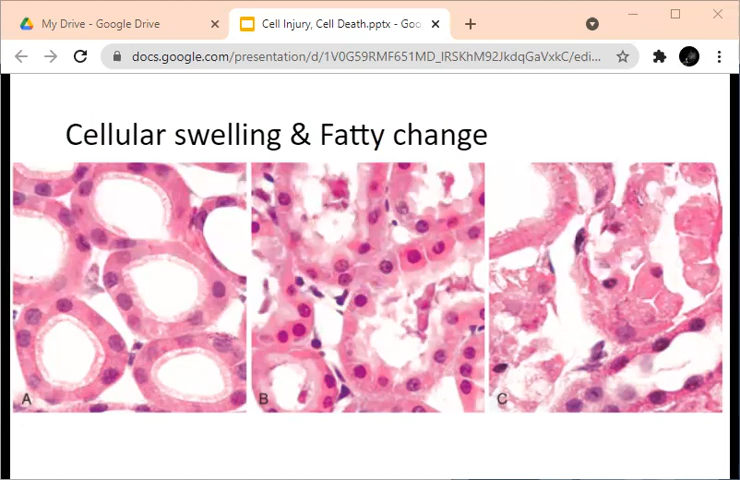 My Drive - Google Drive
Cell Injury, Cell Death.pptx - Goo
docs.google.com/presentation/d/1V0G59RMF651MD_IRSKhM92JkdqGaVxkC/edi...
Cellular swelling & Fatty change
A
B
C